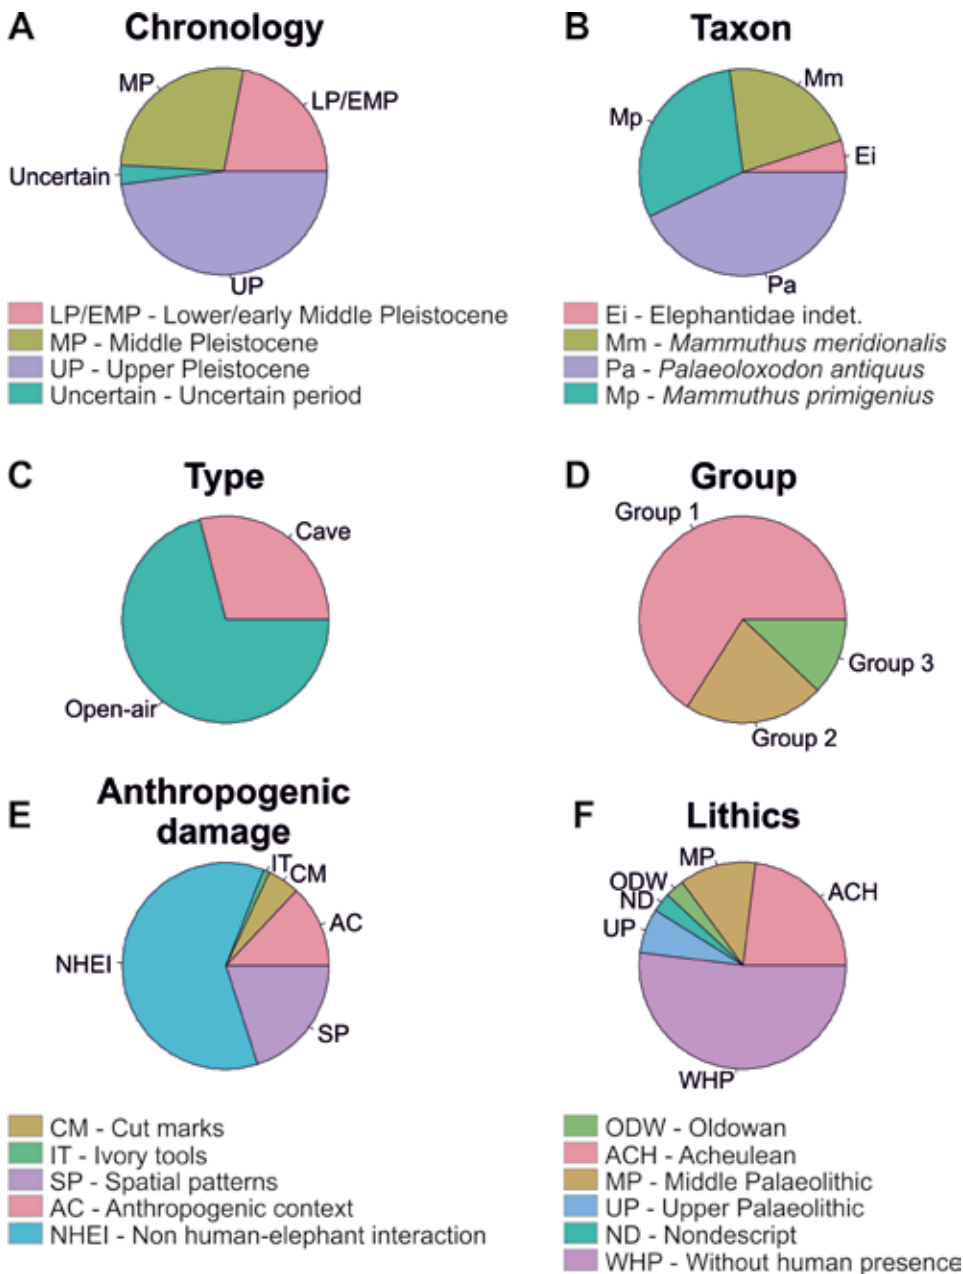 A
Chronology
MP
LP/EMP
Uncertain
UP
LP/EMP - Lower/early Middle Pleistocene
MP - Middle Pleistocene
UP - Upper Pleistocene
Uncertain - Uncertain period
B
Taxon
Mm
Mp
Ei
Pa
Ei - Elephantidae indet.
Mm - Mammuthus meridionalis
Pa - Palaeoloxodon antiquus
Mp - Mammuthus primigenius
C
Type
Cave
Open-air
D
Group
Group 1
Group 3
Group 2
E
Anthropogenic
damage
IT
CM
AC
NHEI
SP
CM - Cut marks
IT - Ivory tools
SP - Spatial patterns
AC - Anthropogenic context
NHEI - Non human-elephant interaction
F
Lithics
MP
ODW
ACH
ND
UP
WHP
ODW - Oldowan
ACH - Acheulean
MP - Middle Palaeolithic
UP - Upper Palaeolithic
ND - Nondescript
WHP - Without human presence